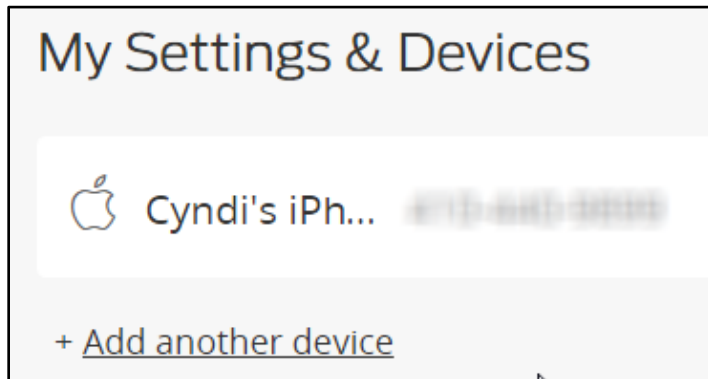 My Settings & Devices
Cyndi's iPh...
+ Add another device